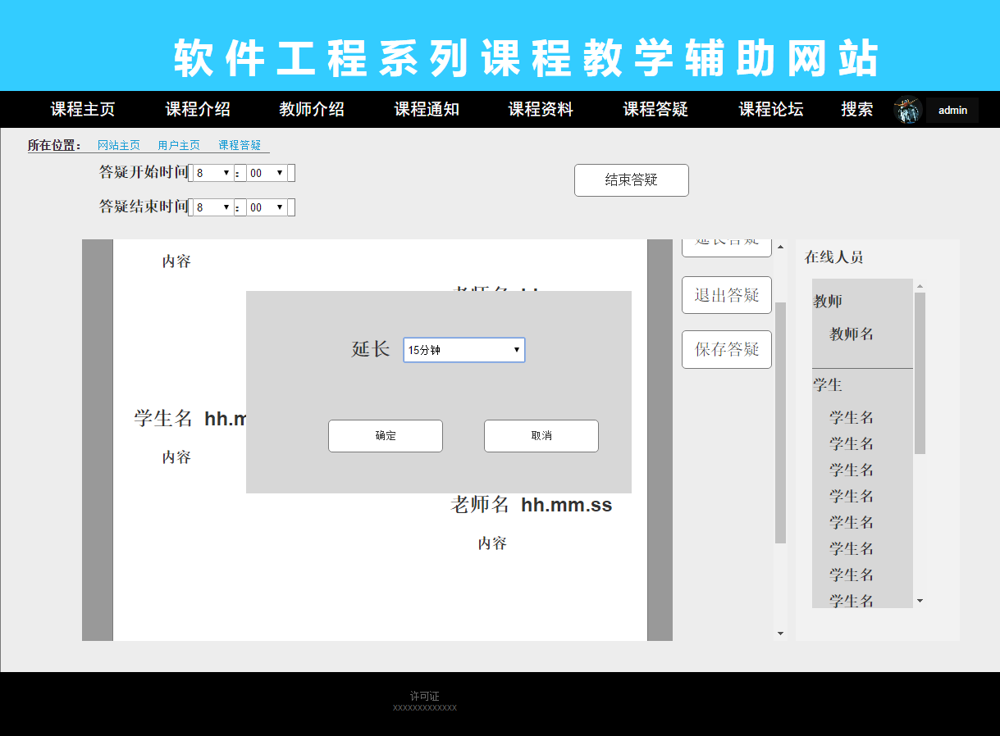 软件工程系列课程教学辅助网站
课程主页 课程介绍 教师介绍 课程通知 课程资料 课程答疑 课程论坛 搜索 admin
所在位置： 网站主页 用户主页 课程答疑
答疑开始时间 8 : 00
结束答疑
答疑结束时间 8 : 00
延长答疑
在线人员
内容
老师名
退出答疑
教师
教师名
延长 15分钟
保存答疑
学生
学生名 hh.m
学生名
确定 取消
学生名
内容
学生名
学生名
老师名 hh.mm.ss
学生名
内容
学生名
学生名
学生名
许可证
XXXXXXXXXXXXX